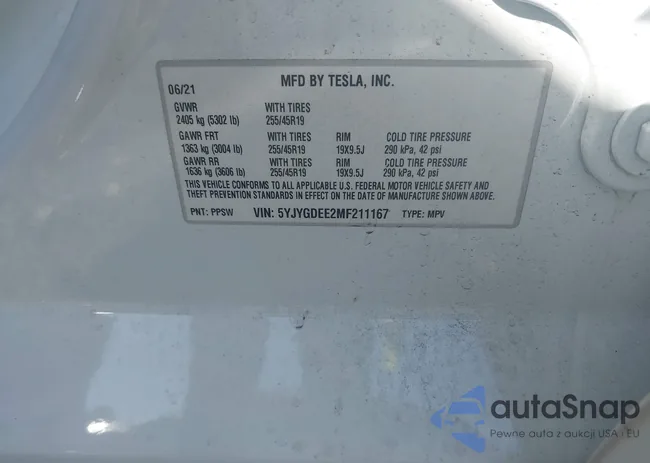 MFD BY TESLA, INC.
06/21
GVWR WITH TIRES
2405 kg (5302 lb) 255/45R19
GAWR FRT WITH TIRES RIM COLD TIRE PRESSURE
1363 kg (3004 lb) 255/45R19 19X9.5J 290 kPa, 42 psi
GAWR RR WITH TIRES RIM COLD TIRE PRESSURE
1636 kg (3606 lb) 255/45R19 19X9.5J 290 kPa, 42 psi
THIS VEHICLE CONFORMS TO ALL APPLICABLE U.S. FEDERAL MOTOR VEHICLE SAFETY AND
THEFT PREVENTION STANDARDS IN EFFECT ON THE DATE OF MANUFACTURE SHOWN ABOVE.
PNT: PPSW VIN: 5YJYGDEE2MF211167 TYPE: MPV
autaSnap
Pewne auta z aukcji USA i EU